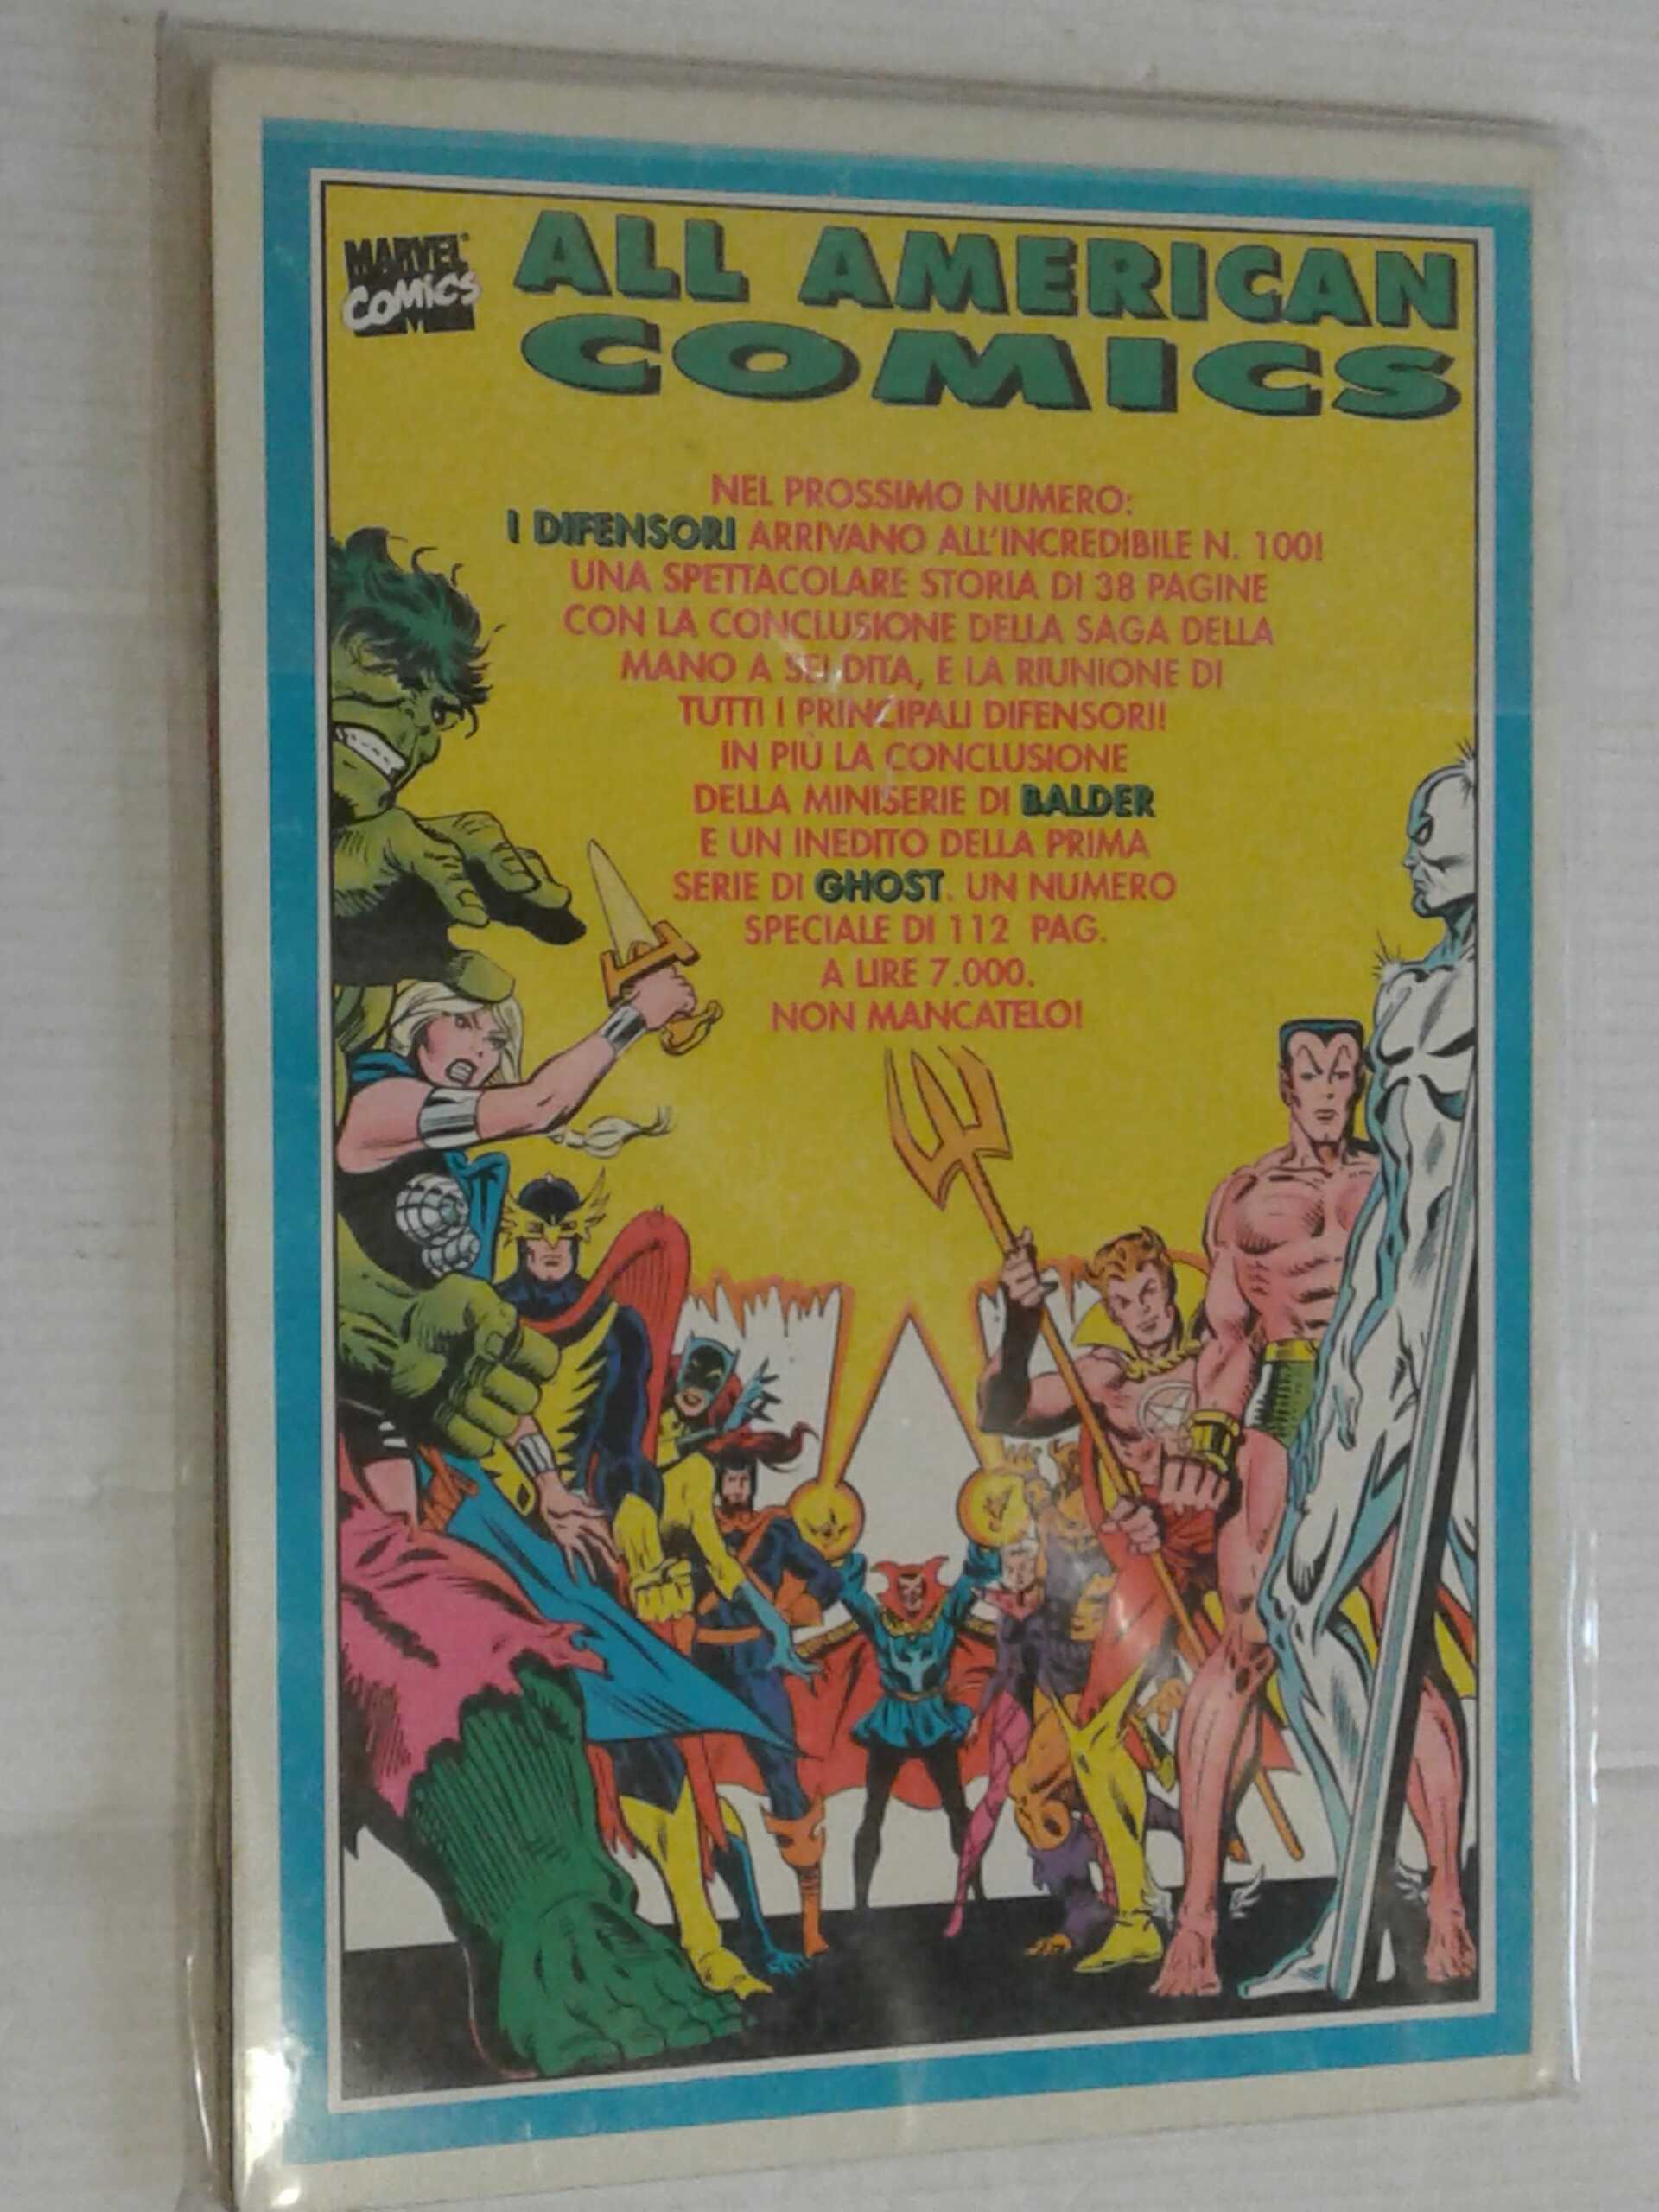 MARVEL
COMICS
ALL AMERICAN
COMICS
NEL PROSSIMO NUMERO:
I DIFENSORI ARRIVANO ALL'INCREDIBILE N. 100!
UNA SPETTACOLARE STORIA DI 38 PAGINE
CON LA CONCLUSIONE DELLA SAGA DELLA
MANO A SEI DITA, E LA RIUNIONE DI
TUTTI I PRINCIPALI DIFENSORI!
IN PIÙ LA CONCLUSIONE
DELLA MINISERIE DI BALDER
E UN INEDITO DELLA PRIMA
SERIE DI GHOST. UN NUMERO
SPECIALE DI 112 PAG.
A LIRE 7.000.
NON MANCATELO!